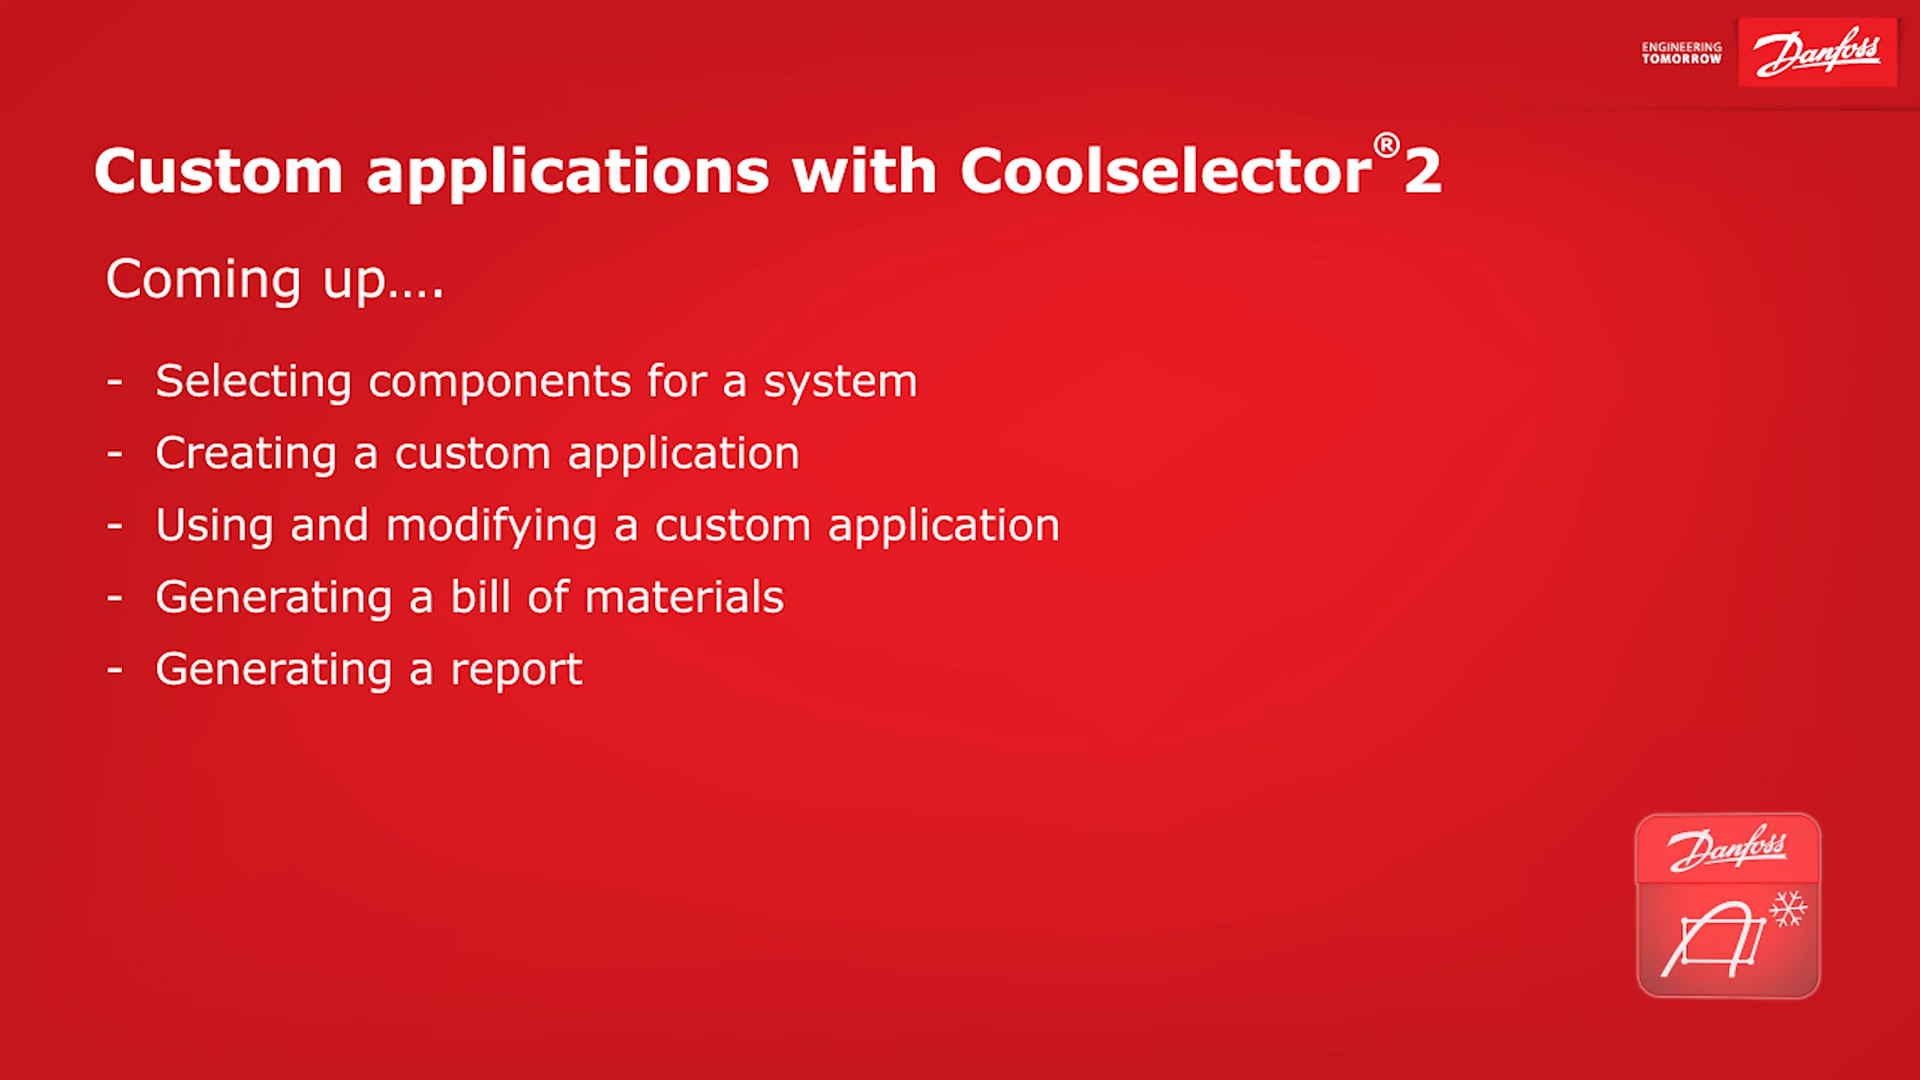 ENGINEERING
TOMORROW
Danfoss
Custom applications with Coolselector®2
Coming up....
- Selecting components for a system
- Creating a custom application
- Using and modifying a custom application
- Generating a bill of materials
- Generating a report
Danfoss